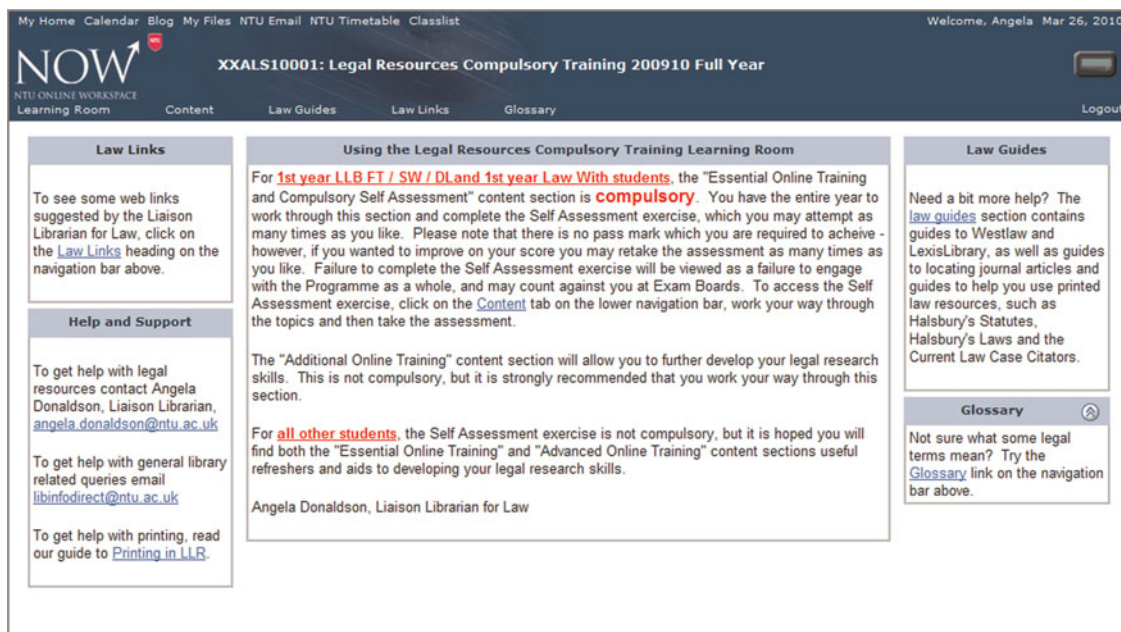 My Home Calendar Blog My Files NTU Email NTU Timetable Classlist
Welcome, Angela Mar 26, 2010
NOW
NTU
NTU ONLINE WORKSPACE
XXALS10001: Legal Resources Compulsory Training 200910 Full Year
Learning Room Content Law Guides Law Links Glossary
Logout
Law Links
To see some web links
suggested by the Liaison
Librarian for Law, click on
the Law Links heading on the
navigation bar above.
Help and Support
To get help with legal
resources contact Angela
Donaldson, Liaison Librarian,
angela.donaldson@ntu.ac.uk
To get help with general library
related queries email
libinfodirect@ntu.ac.uk
To get help with printing, read
our guide to Printing in LLR.
Using the Legal Resources Compulsory Training Learning Room
For 1st year LLB FT / SW / DLand 1st year Law With students, the "Essential Online Training
and Compulsory Self Assessment" content section is compulsory. You have the entire year to
work through this section and complete the Self Assessment exercise, which you may attempt as
many times as you like. Please note that there is no pass mark which you are required to acheive -
however, if you wanted to improve on your score you may retake the assessment as many times as
you like. Failure to complete the Self Assessment exercise will be viewed as a failure to engage
with the Programme as a whole, and may count against you at Exam Boards. To access the Self
Assessment exercise, click on the Content tab on the lower navigation bar, work your way through
the topics and then take the assessment.
The "Additional Online Training" content section will allow you to further develop your legal research
skills. This is not compulsory, but it is strongly recommended that you work your way through this
section.
For all other students, the Self Assessment exercise is not compulsory, but it is hoped you will
find both the "Essential Online Training" and "Advanced Online Training" content sections useful
refreshers and aids to developing your legal research skills.
Angela Donaldson, Liaison Librarian for Law
Law Guides
Need a bit more help? The
law guides section contains
guides to Westlaw and
LexisLibrary, as well as guides
to locating journal articles and
guides to help you use printed
law resources, such as
Halsbury's Statutes,
Halsbury's Laws and the
Current Law Case Citators.
Glossary
Not sure what some legal
terms mean? Try the
Glossary link on the navigation
bar above.